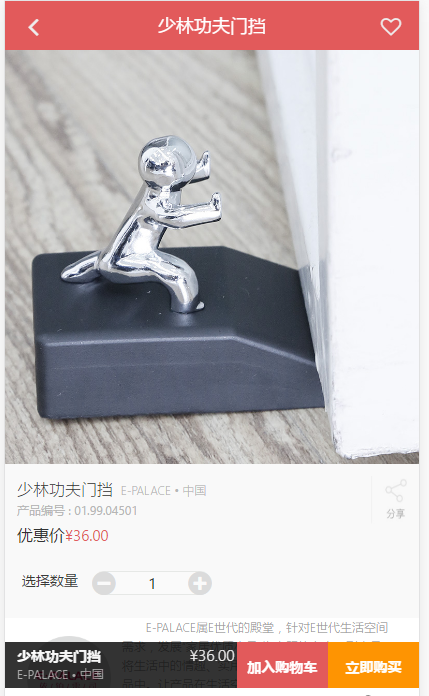 少林功夫门挡
少林功夫门挡 E-PALACE • 中国
产品编号 : 01.99.04501
分享
优惠价¥36.00
选择数量 1
E-PALACE属E世代的殿堂，针对E世代生活空间
少林功夫门挡 ¥36.00
E-PALACE • 中国
加入购物车 立即购买